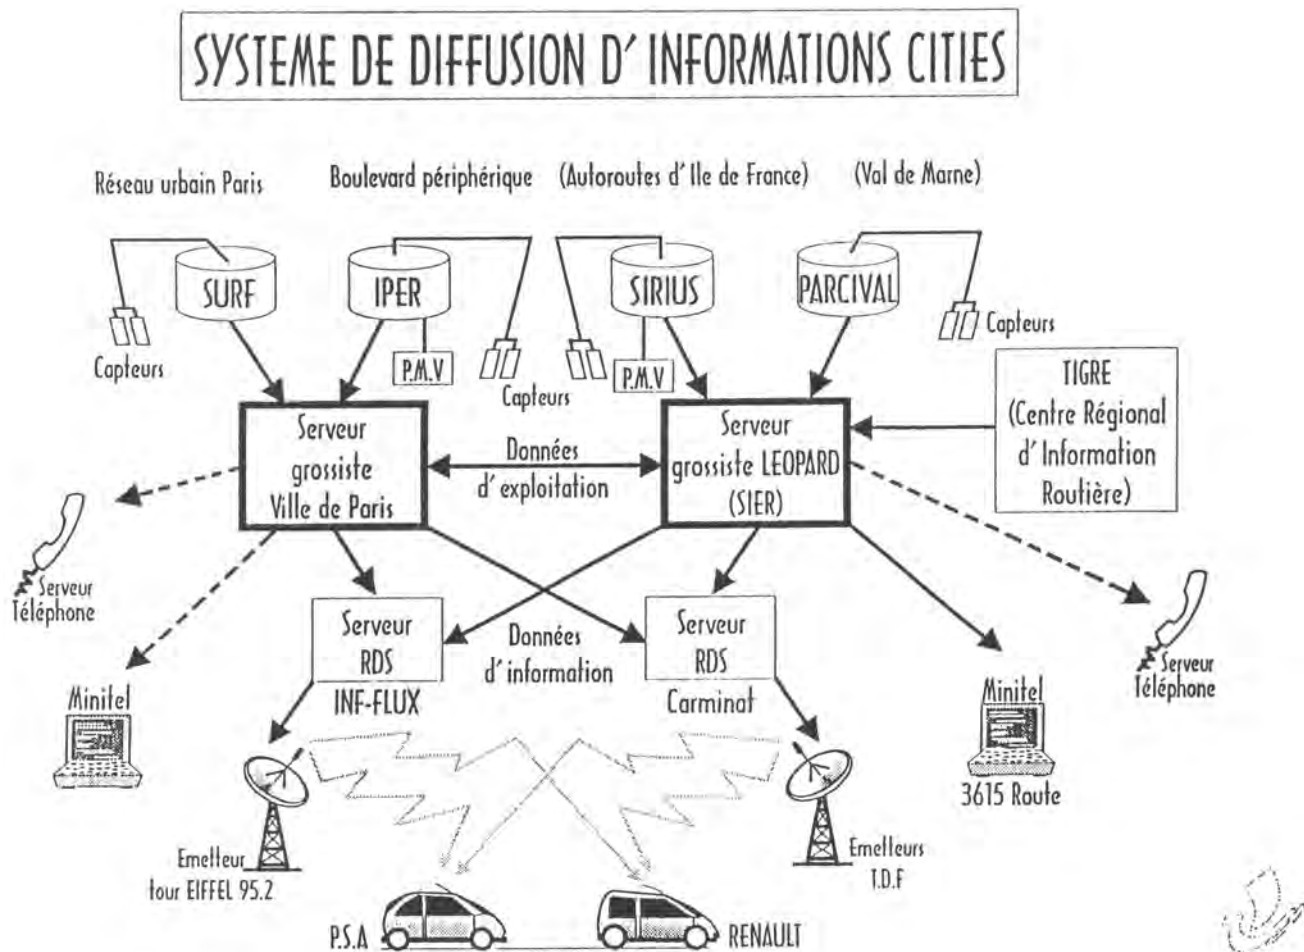 SYSTEME DE DIFFUSION D' INFORMATIONS CITIES
Réseau urbain Paris
Boulevard périphérique
(Autoroutes d' Ile de France)
(Val de Marne)
SURF
IPER
SIRIUS
PARCIVAL
Capteurs
P.M.V
Capteurs
P.M.V
Capteurs
TIGRE
(Centre Régional
d' Information
Routière)
Serveur
grossiste
Ville de Paris
Données
d' exploitation
Serveur
grossiste LEOPARD
(SIER)
Serveur
Téléphone
Serveur
RDS
INF-FLUX
Données
d' information
Serveur
RDS
Carminat
Serveur
Téléphone
Minitel
Minitel
3615 Route
Emetteur
tour EIFFEL 95.2
Emetteurs
T.D.F
P.S.A
RENAULT